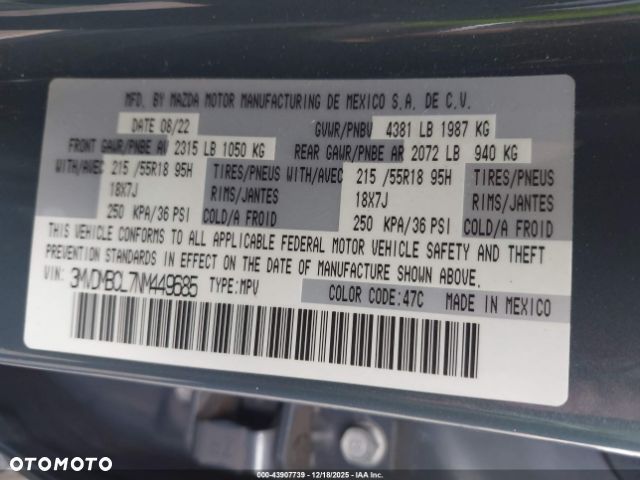 MFD. BY MAZDA MOTOR MANUFACTURING DE MEXICO S.A. DE C.V.
DATE 08/22 GVWR/PNBV 4381 LB 1987 KG
FRONT GAWR/PNBE AV 2315 LB 1050 KG REAR GAWR/PNBE AR 2072 LB 940 KG
WITH/AVEC 215 /55R18 95H TIRES/PNEUS WITH/AVEC 215 /55R18 95H TIRES/PNEUS
18X7J RIMS/JANTES 18X7J RIMS/JANTES
250 KPA/36 PSI COLD/A FROID 250 KPA/36 PSI COLD/A FROID
THIS VEHICLE CONFORMS TO ALL APPLICABLE FEDERAL MOTOR VEHICLE SAFETY AND THEFT
PREVENTION STANDARDS IN EFFECT ON THE DATE OF MANUFACTURE SHOWN ABOVE.
VIN: 3MVDMBCL7NM449685 TYPE:MPV
COLOR CODE:47C MADE IN MEXICO
OTOMOTO
000-43907739 - 12/18/2025 - IAA Inc.